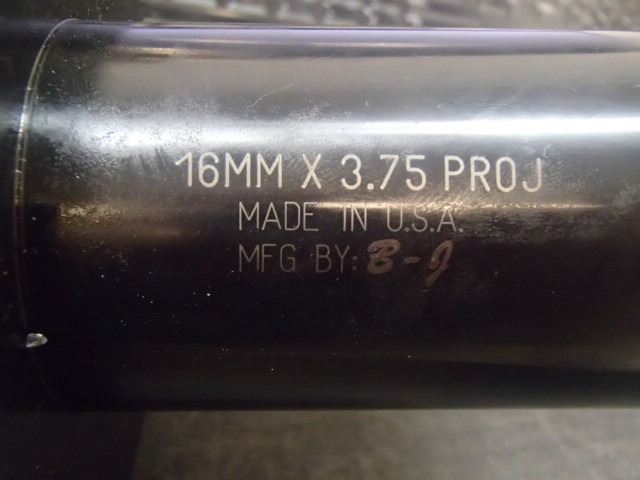 16MM X 3.75 PROJ
MADE IN U.S.A.
MFG BY: B-J